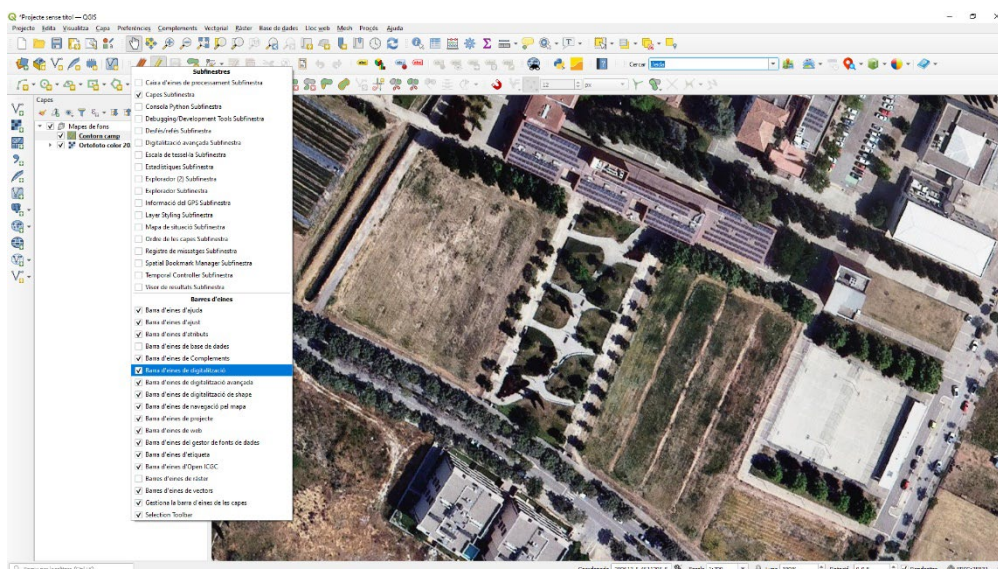 *Projecte sense títol — QGIS
Projecte Edita Visualitza Capa Preferències Complements Vectorial Ràster Base de dades Lloc web Mesh Procés Ajuda
Cercar
12 px
Capes
Mapes de fons
Contorn camp
Ortofoto color 20
Subfinestres
Caixa d'eines de processament Subfinestra
Capes Subfinestra
Consola Python Subfinestra
Debugging/Development Tools Subfinestra
Desfés/refés Subfinestra
Digitalització avançada Subfinestra
Escala de tessel·la Subfinestra
Estadístiques Subfinestra
Explorador (2) Subfinestra
Explorador Subfinestra
Informació del GPS Subfinestra
Layer Styling Subfinestra
Mapa de situació Subfinestra
Ordre de les capes Subfinestra
Registre de missatges Subfinestra
Spatial Bookmark Manager Subfinestra
Temporal Controller Subfinestra
Visor de resultats Subfinestra
Barres d'eines
Barra d'eines d'ajuda
Barra d'eines d'ajust
Barra d'eines d'atributs
Barra d'eines de base de dades
Barra d'eines de Complements
Barra d'eines de digitalització
Barra d'eines de digitalització avançada
Barra d'eines de digitalització de shape
Barra d'eines de navegació pel mapa
Barra d'eines de projecte
Barra d'eines de web
Barra d'eines del gestor de fonts de dades
Barra d'eines d'etiqueta
Barra d'eines d'Open ICGC
Barres d'eines de ràster
Barres d'eines de vectors
Gestiona la barra d'eines de les capes
Selection Toolbar